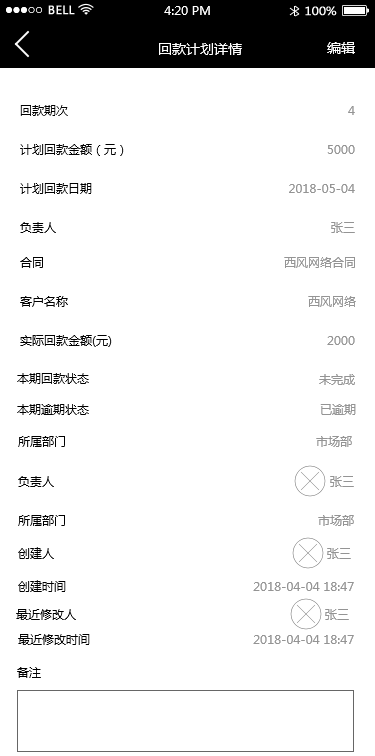 BELL 4:20 PM 100%
回款计划详情 编辑
回款期次 4
计划回款金额（元） 5000
计划回款日期 2018-05-04
负责人 张三
合同 西风网络合同
客户名称 西风网络
实际回款金额(元) 2000
本期回款状态 未完成
本期逾期状态 已逾期
所属部门 市场部
负责人 张三
所属部门 市场部
创建人 张三
创建时间 2018-04-04 18:47
最近修改人 张三
最近修改时间 2018-04-04 18:47
备注